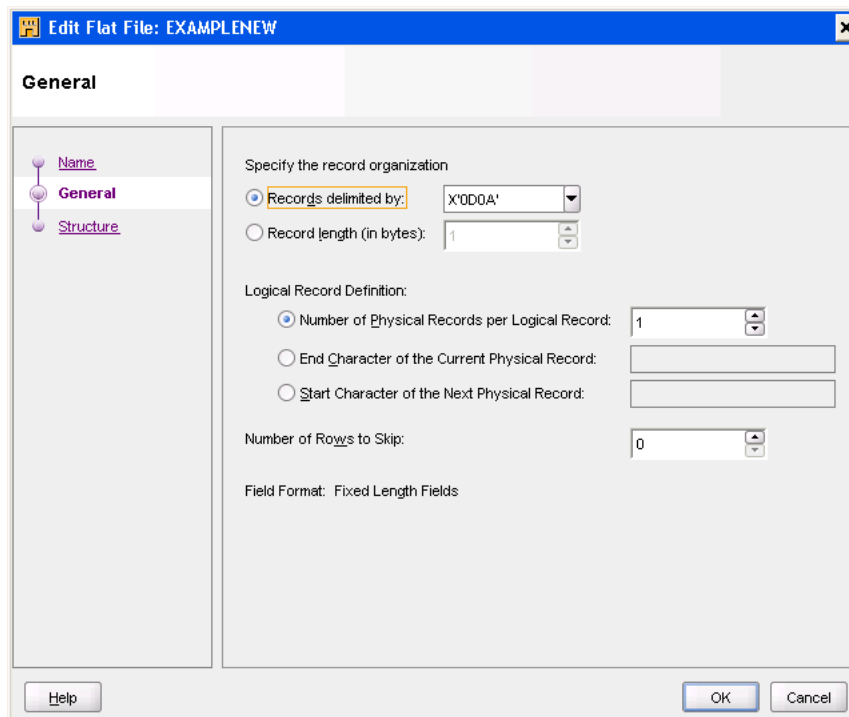 Edit Flat File: EXAMPLENEW
General
Name
General
Structure
Specify the record organization
Records delimited by: X'0D0A'
Record length (in bytes): 1
Logical Record Definition:
Number of Physical Records per Logical Record: 1
End Character of the Current Physical Record:
Start Character of the Next Physical Record:
Number of Rows to Skip: 0
Field Format: Fixed Length Fields
Help OK Cancel